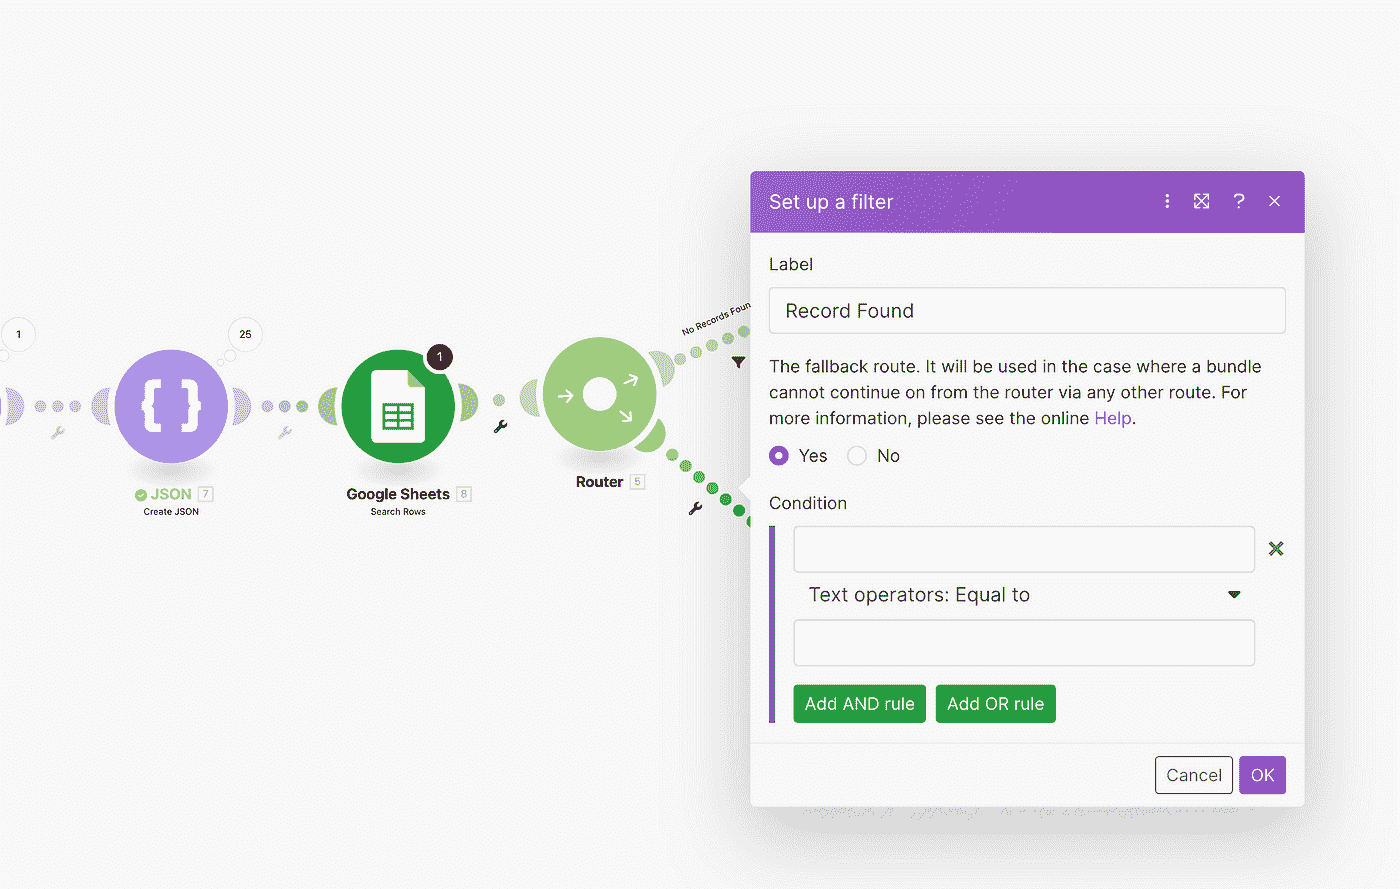 Set up a filter
?
Label
Record Found
The fallback route. It will be used in the case where a bundle
cannot continue on from the router via any other route. For
more information, please see the online Help.
Yes
No
Condition
Text operators: Equal to
Add AND rule
Add OR rule
Cancel
OK
1
25
1
No Records Foun
JSON 7
Create JSON
Google Sheets 8
Search Rows
Router 5